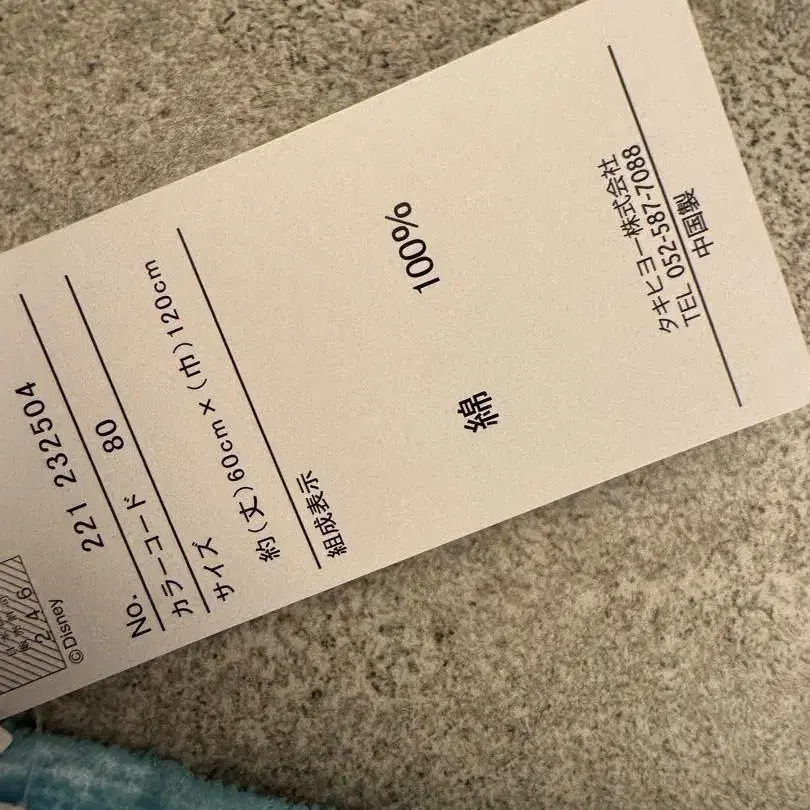 2 4 6
©Disney
No. 221 232504
カラーコード 80
サイズ
約(丈)60cm×(巾)120cm
組成表示
綿 100%
タキヒヨー株式会社
TEL 052-587-7088
中国製